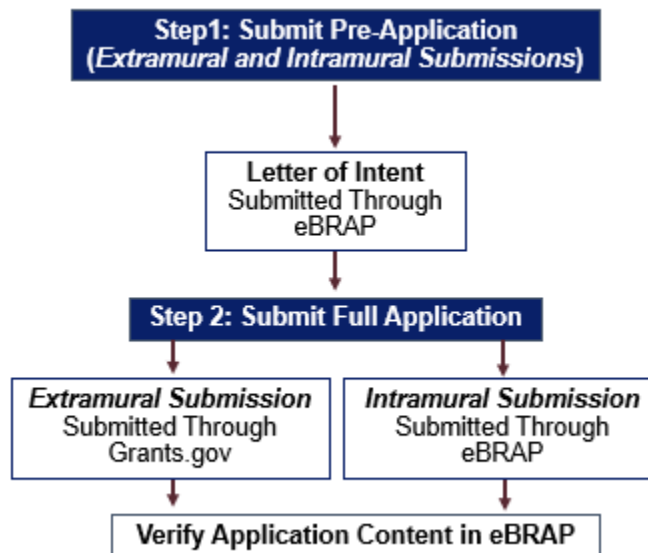 Step1: Submit Pre-Application
(Extramural and Intramural Submissions)
Letter of Intent
Submitted Through
eBRAP
Step 2: Submit Full Application
Extramural Submission
Submitted Through
Grants.gov
Intramural Submission
Submitted Through
eBRAP
Verify Application Content in eBRAP